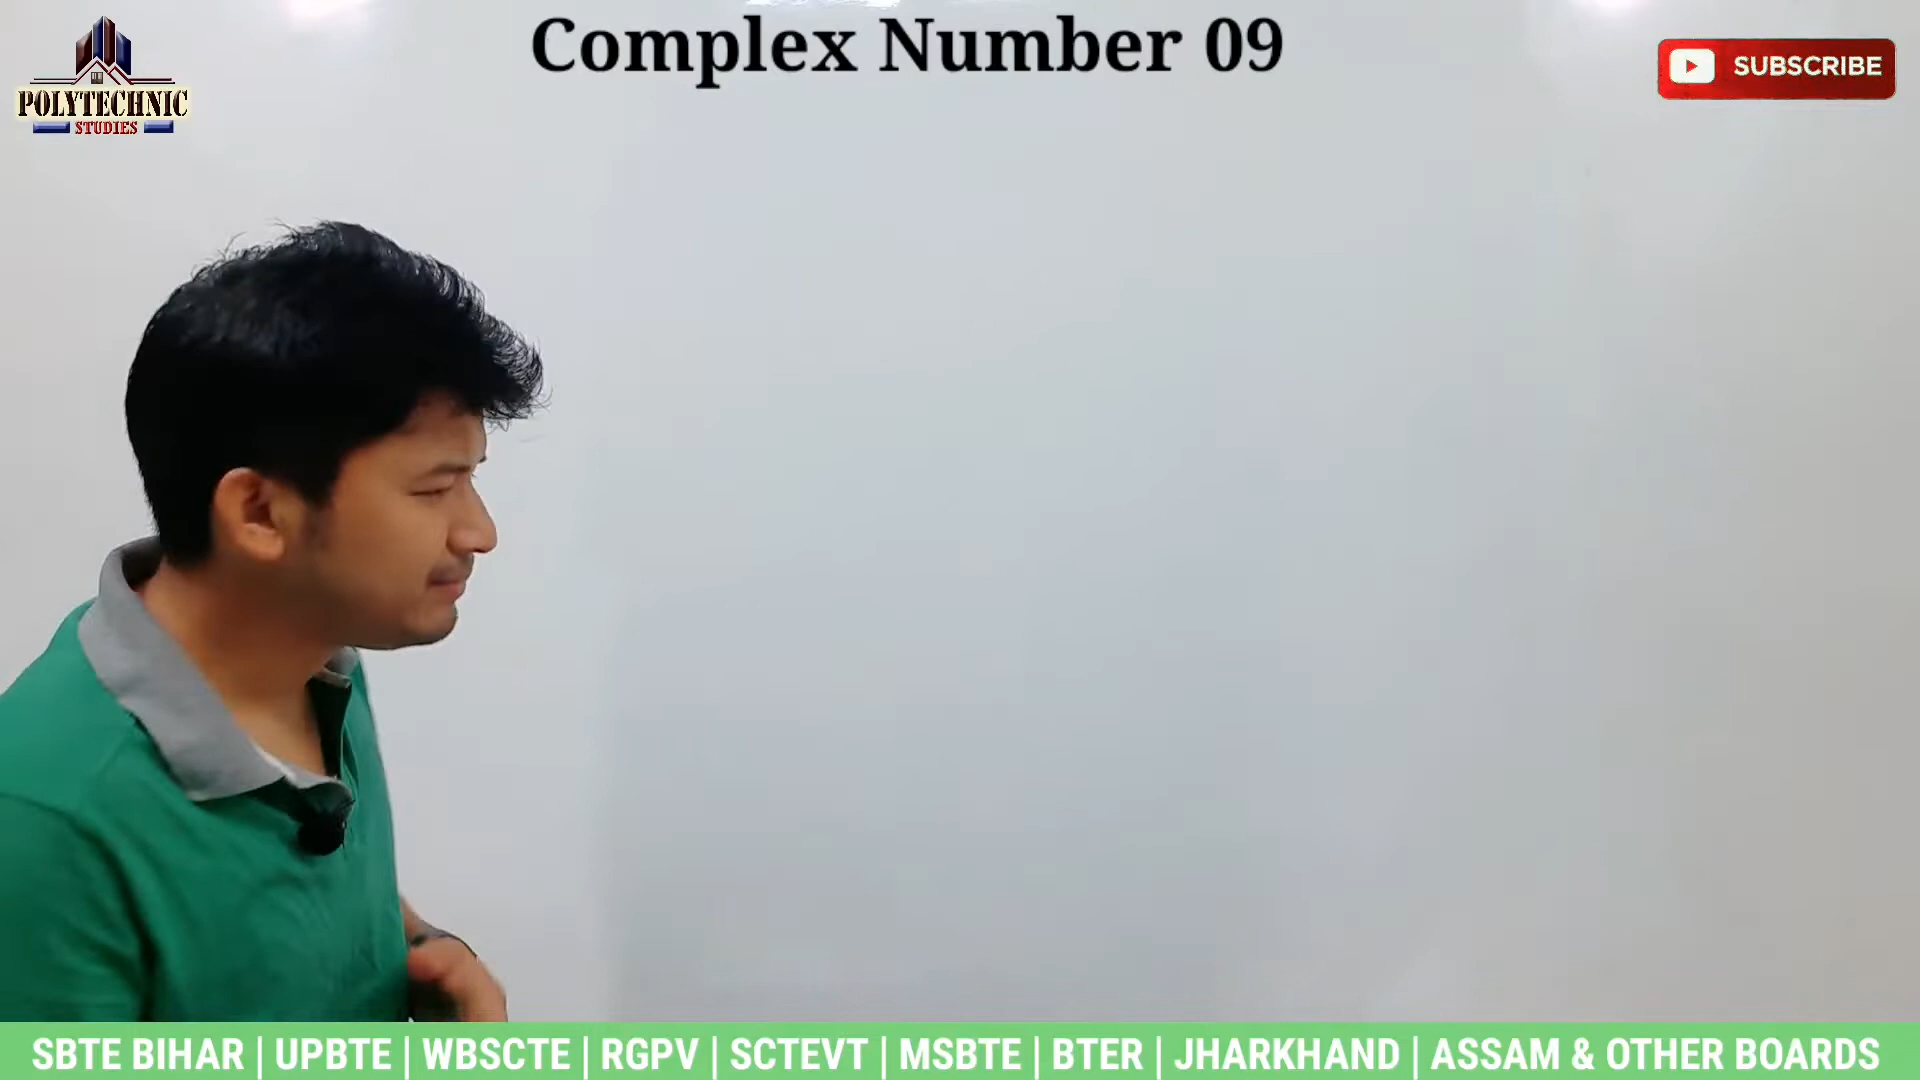 Complex Number 09
POLYTECHNIC
STUDIES
SUBSCRIBE
SBTE BIHAR | UPBTE | WBSCTE | RGPV | SCTEVT | MSBTE | BTER | JHARKHAND | ASSAM & OTHER BOARDS